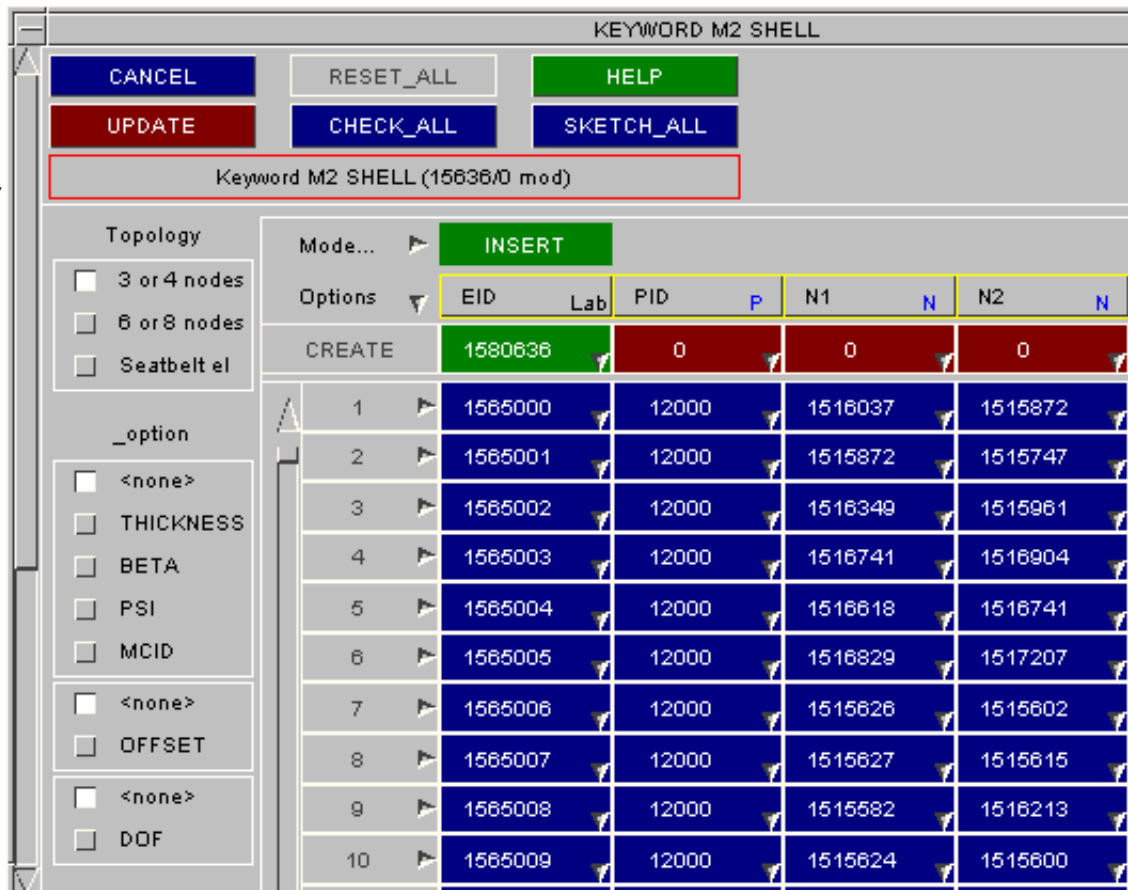 KEYWORD M2 SHELL
CANCEL RESET_ALL HELP
UPDATE CHECK_ALL SKETCH_ALL
Keyword M2 SHELL (15636/0 mod)
Topology
3 or 4 nodes
6 or 8 nodes
Seatbelt el
_option
<none>
THICKNESS
BETA
PSI
MCID
<none>
OFFSET
<none>
DOF
Mode... INSERT
Options EID Lab PID P N1 N N2 N
CREATE 1580636 0 0 0
1 1565000 12000 1516037 1515872
2 1565001 12000 1515872 1515747
3 1565002 12000 1516349 1515961
4 1565003 12000 1516741 1516904
5 1565004 12000 1516618 1516741
6 1565005 12000 1516829 1517207
7 1565006 12000 1515626 1515602
8 1565007 12000 1515627 1515615
9 1565008 12000 1515582 1516213
10 1565009 12000 1515624 1515600